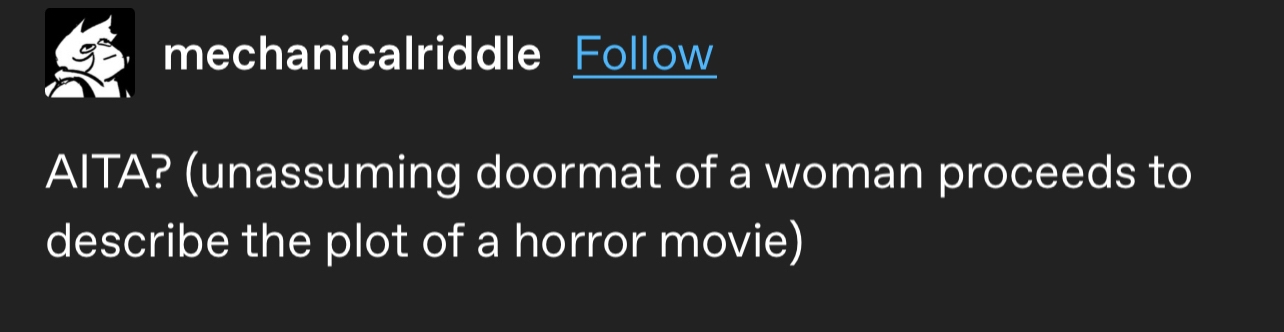 mechanicalriddle Follow
AITA? (unassuming doormat of a woman proceeds to
describe the plot of a horror movie)